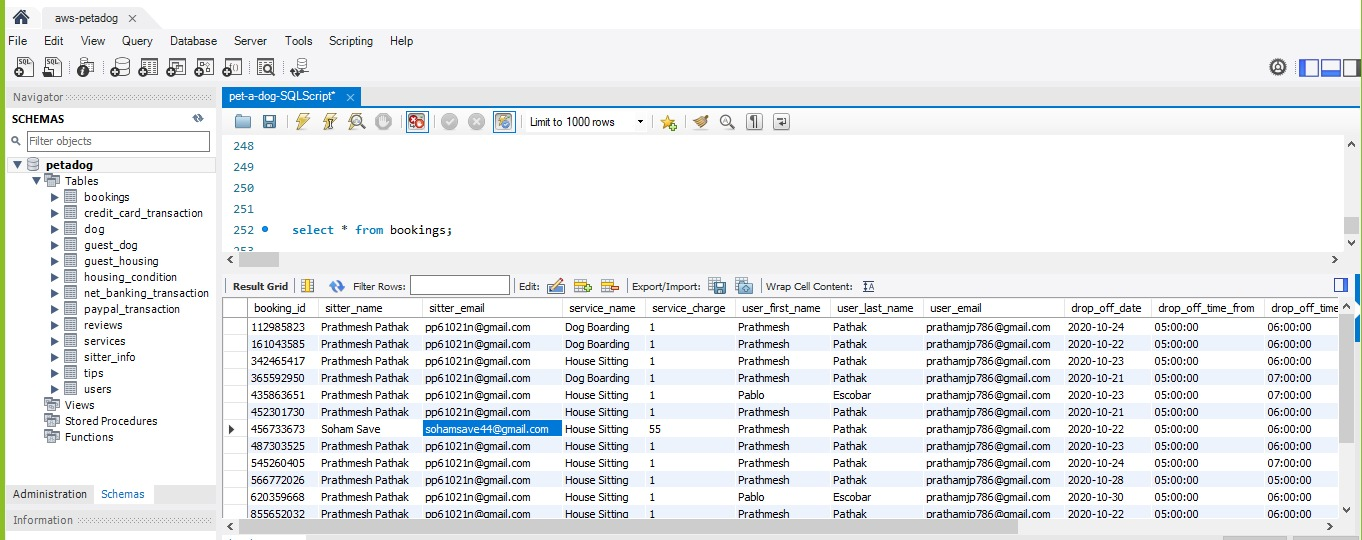 aws-petadog
File Edit View Query Database Server Tools Scripting Help
Navigator
SCHEMAS
Filter objects
petadog
Tables
bookings
credit_card_transaction
dog
guest_dog
guest_housing
housing_condition
net_banking_transaction
paypal_transaction
reviews
services
sitter_info
tips
users
Views
Stored Procedures
Functions
Administration Schemas
Information
pet-a-dog-SQLScript*
Limit to 1000 rows
248
249
250
251
252 select * from bookings;
253
Result Grid Filter Rows: Edit: Export/Import: Wrap Cell Content:
booking_id sitter_name sitter_email service_name service_charge user_first_name user_last_name user_email drop_off_date drop_off_time_from drop_off_time
112985823 Prathmesh Pathak pp61021n@gmail.com Dog Boarding 1 Prathmesh Pathak prathamjp786@gmail.com 2020-10-24 05:00:00 06:00:00
161043585 Prathmesh Pathak pp61021n@gmail.com Dog Boarding 1 Prathmesh Pathak prathamjp786@gmail.com 2020-10-22 05:00:00 06:00:00
342465417 Prathmesh Pathak pp61021n@gmail.com House Sitting 1 Prathmesh Pathak prathamjp786@gmail.com 2020-10-23 05:00:00 06:00:00
365592950 Prathmesh Pathak pp61021n@gmail.com Dog Boarding 1 Prathmesh Pathak prathamjp786@gmail.com 2020-10-21 05:00:00 07:00:00
435863651 Prathmesh Pathak pp61021n@gmail.com House Sitting 1 Pablo Escobar prathamjp786@gmail.com 2020-10-23 05:00:00 07:00:00
452301730 Prathmesh Pathak pp61021n@gmail.com House Sitting 1 Prathmesh Pathak prathamjp786@gmail.com 2020-10-21 05:00:00 06:00:00
456733673 Soham Save sohamsave44@gmail.com House Sitting 55 Prathmesh Pathak prathamjp786@gmail.com 2020-10-22 05:00:00 06:00:00
487303525 Prathmesh Pathak pp61021n@gmail.com House Sitting 1 Prathmesh Pathak prathamjp786@gmail.com 2020-10-23 05:00:00 06:00:00
545260405 Prathmesh Pathak pp61021n@gmail.com House Sitting 1 Prathmesh Pathak prathamjp786@gmail.com 2020-10-24 05:00:00 07:00:00
566772026 Prathmesh Pathak pp61021n@gmail.com House Sitting 1 Prathmesh Pathak prathamjp786@gmail.com 2020-10-28 05:00:00 05:00:00
620359668 Prathmesh Pathak pp61021n@gmail.com House Sitting 1 Pablo Escobar prathamjp786@gmail.com 2020-10-30 05:00:00 06:00:00
855652032 Prathmesh Pathak pp61021n@gmail.com House Sitting 1 Prathmesh Pathak prathamjp786@gmail.com 2020-10-22 05:00:00 06:00:00